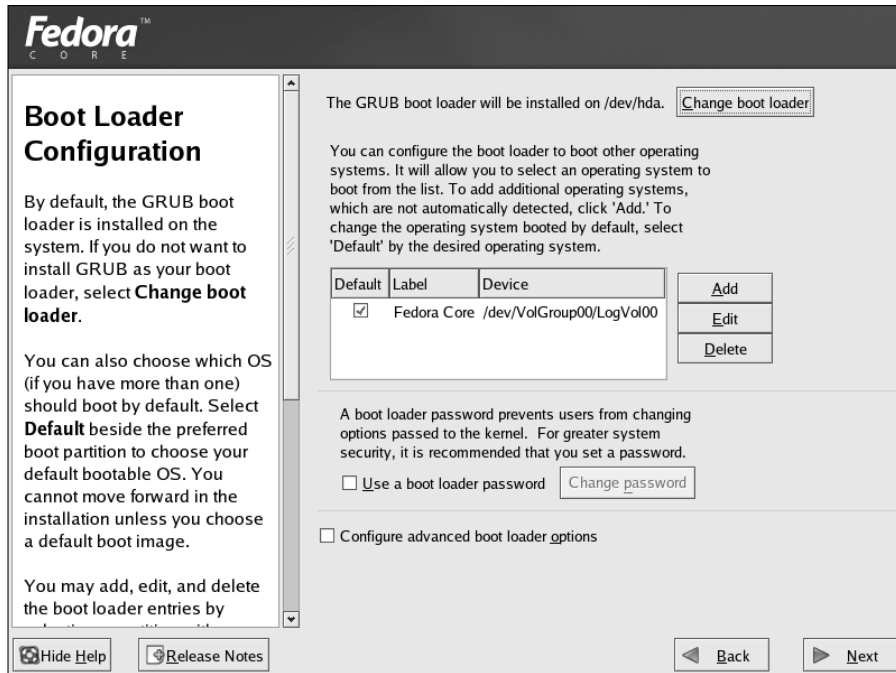 Fedora™
CORE
Boot Loader
Configuration
By default, the GRUB boot
loader is installed on the
system. If you do not want to
install GRUB as your boot
loader, select Change boot
loader.
You can also choose which OS
(if you have more than one)
should boot by default. Select
Default beside the preferred
boot partition to choose your
default bootable OS. You
cannot move forward in the
installation unless you choose
a default boot image.
You may add, edit, and delete
the boot loader entries by
The GRUB boot loader will be installed on /dev/hda. Change boot loader
You can configure the boot loader to boot other operating
systems. It will allow you to select an operating system to
boot from the list. To add additional operating systems,
which are not automatically detected, click 'Add.' To
change the operating system booted by default, select
'Default' by the desired operating system.
Default Label Device
Fedora Core /dev/VolGroup00/LogVol00
Add
Edit
Delete
A boot loader password prevents users from changing
options passed to the kernel. For greater system
security, it is recommended that you set a password.
Use a boot loader password Change password
Configure advanced boot loader options
Hide Help Release Notes Back Next